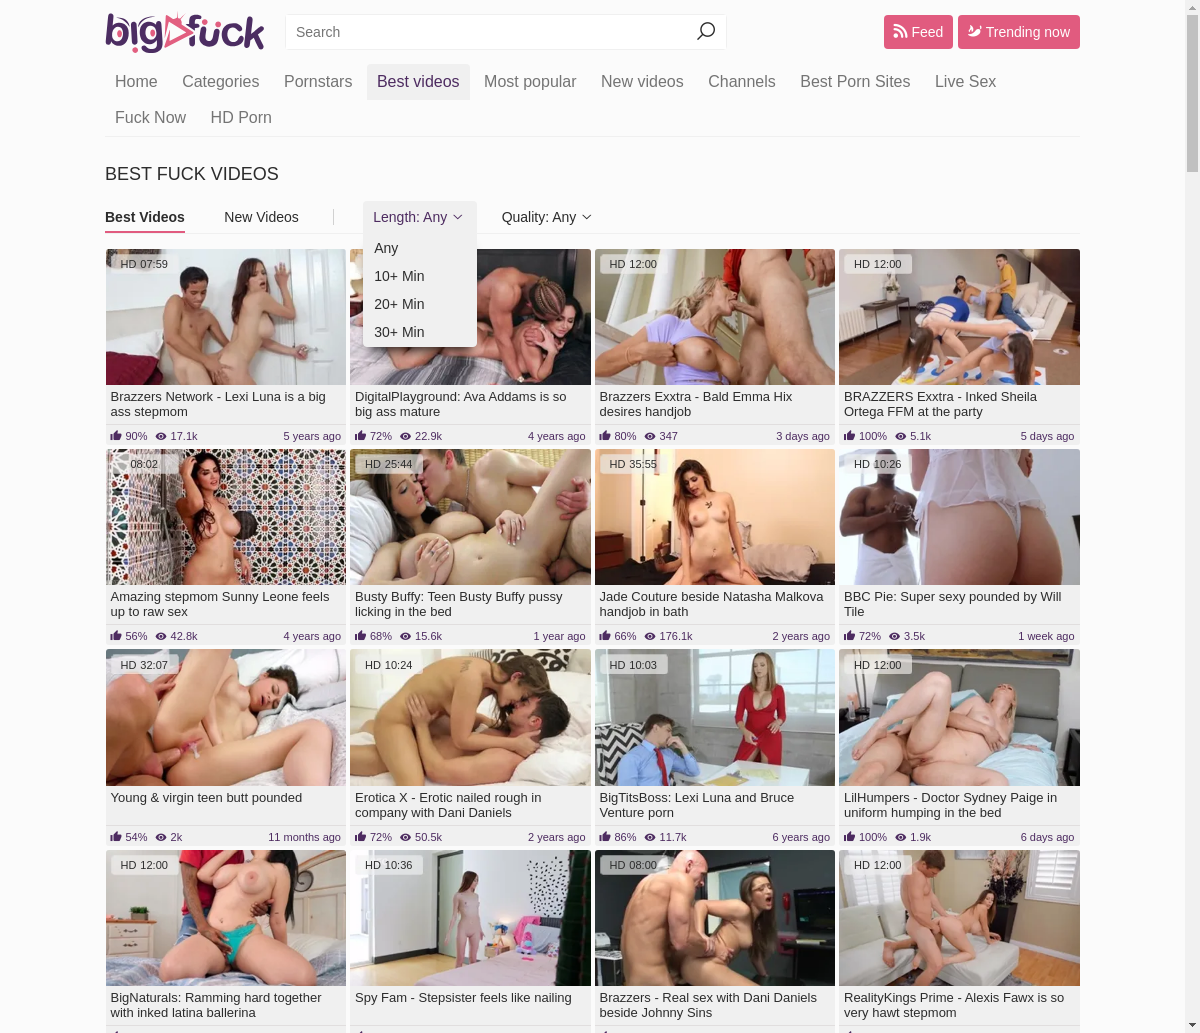 bigfuck
Search
Feed
Trending now
Home
Categories
Pornstars
Best videos
Most popular
New videos
Channels
Best Porn Sites
Live Sex
Fuck Now
HD Porn
BEST FUCK VIDEOS
Best Videos
New Videos
Length: Any
Quality: Any
Any
10+ Min
20+ Min
30+ Min
HD 07:59
Brazzers Network - Lexi Luna is a big
ass stepmom
90% 17.1k 5 years ago
DigitalPlayground: Ava Addams is so
big ass mature
72% 22.9k 4 years ago
HD 12:00
Brazzers Exxtra - Bald Emma Hix
desires handjob
80% 347 3 days ago
HD 12:00
BRAZZERS Exxtra - Inked Sheila
Ortega FFM at the party
100% 5.1k 5 days ago
08:02
Amazing stepmom Sunny Leone feels
up to raw sex
56% 42.8k 4 years ago
HD 25:44
Busty Buffy: Teen Busty Buffy pussy
licking in the bed
68% 15.6k 1 year ago
HD 35:55
Jade Couture beside Natasha Malkova
handjob in bath
66% 176.1k 2 years ago
HD 10:26
BBC Pie: Super sexy pounded by Will
Tile
72% 3.5k 1 week ago
HD 32:07
Young & virgin teen butt pounded
54% 2k 11 months ago
HD 10:24
Erotica X - Erotic nailed rough in
company with Dani Daniels
72% 50.5k 2 years ago
HD 10:03
BigTitsBoss: Lexi Luna and Bruce
Venture porn
86% 11.7k 6 years ago
HD 12:00
LilHumpers - Doctor Sydney Paige in
uniform humping in the bed
100% 1.9k 6 days ago
HD 12:00
BigNaturals: Ramming hard together
with inked latina ballerina
HD 10:36
Spy Fam - Stepsister feels like nailing
HD 08:00
Brazzers - Real sex with Dani Daniels
beside Johnny Sins
HD 12:00
RealityKings Prime - Alexis Fawx is so
very hawt stepmom